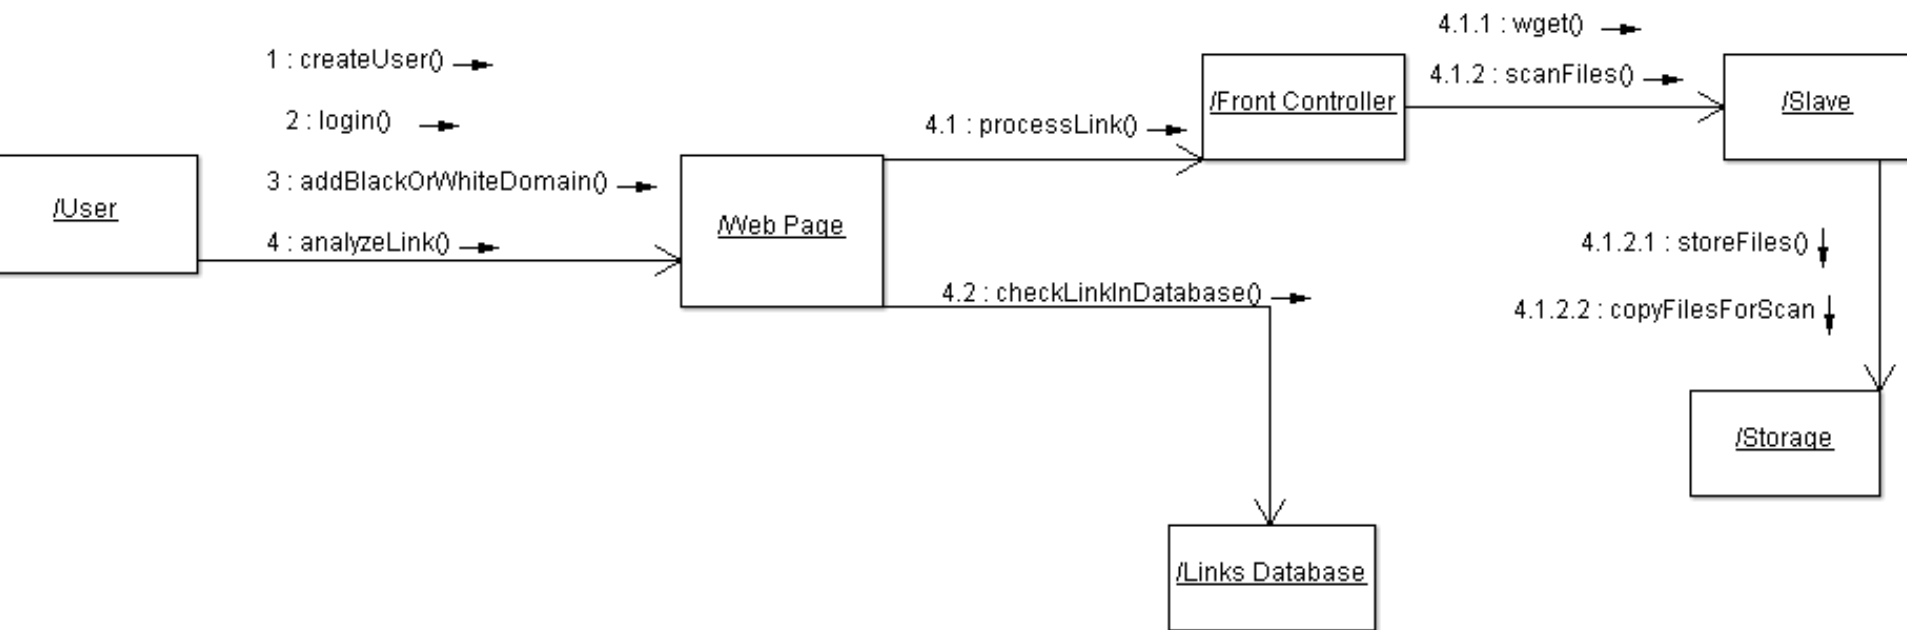 1 : createUser()
2 : login()
3 : addBlackOrWhiteDomain()
4 : analyzeLink()
/User
/Web Page
4.1 : processLink()
4.2 : checkLinkInDatabase()
/Front Controller
4.1.1 : wget()
4.1.2 : scanFiles()
/Slave
4.1.2.1 : storeFiles()
4.1.2.2 : copyFilesForScan
/Storage
/Links Database